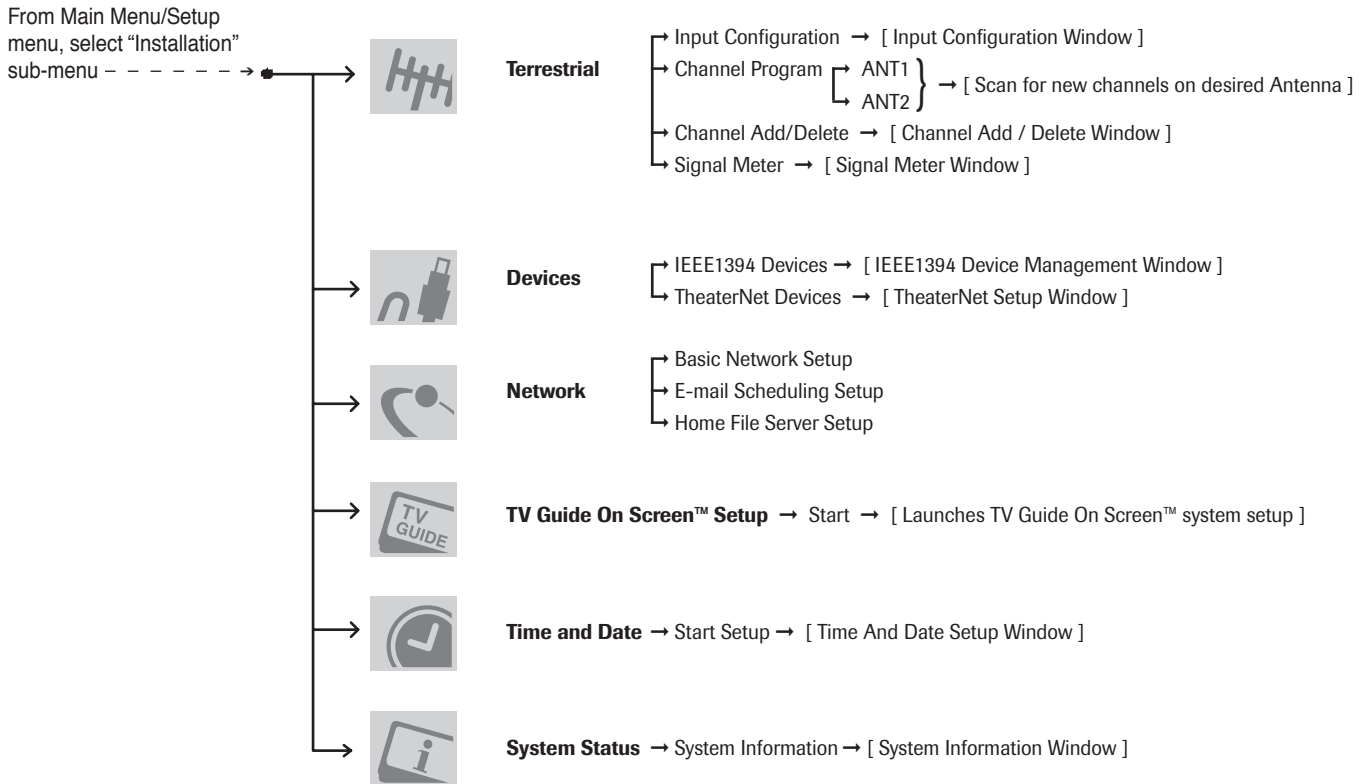 From Main Menu/Setup
menu, select “Installation”
sub-menu
Terrestrial
Input Configuration → [ Input Configuration Window ]
Channel Program
ANT1
ANT2
→ [ Scan for new channels on desired Antenna ]
Channel Add/Delete → [ Channel Add / Delete Window ]
Signal Meter → [ Signal Meter Window ]
Devices
IEEE1394 Devices → [ IEEE1394 Device Management Window ]
TheaterNet Devices → [ TheaterNet Setup Window ]
Network
Basic Network Setup
E-mail Scheduling Setup
Home File Server Setup
TV
GUIDE
TV Guide On Screen™ Setup → Start → [ Launches TV Guide On Screen™ system setup ]
Time and Date → Start Setup → [ Time And Date Setup Window ]
i
System Status → System Information → [ System Information Window ]